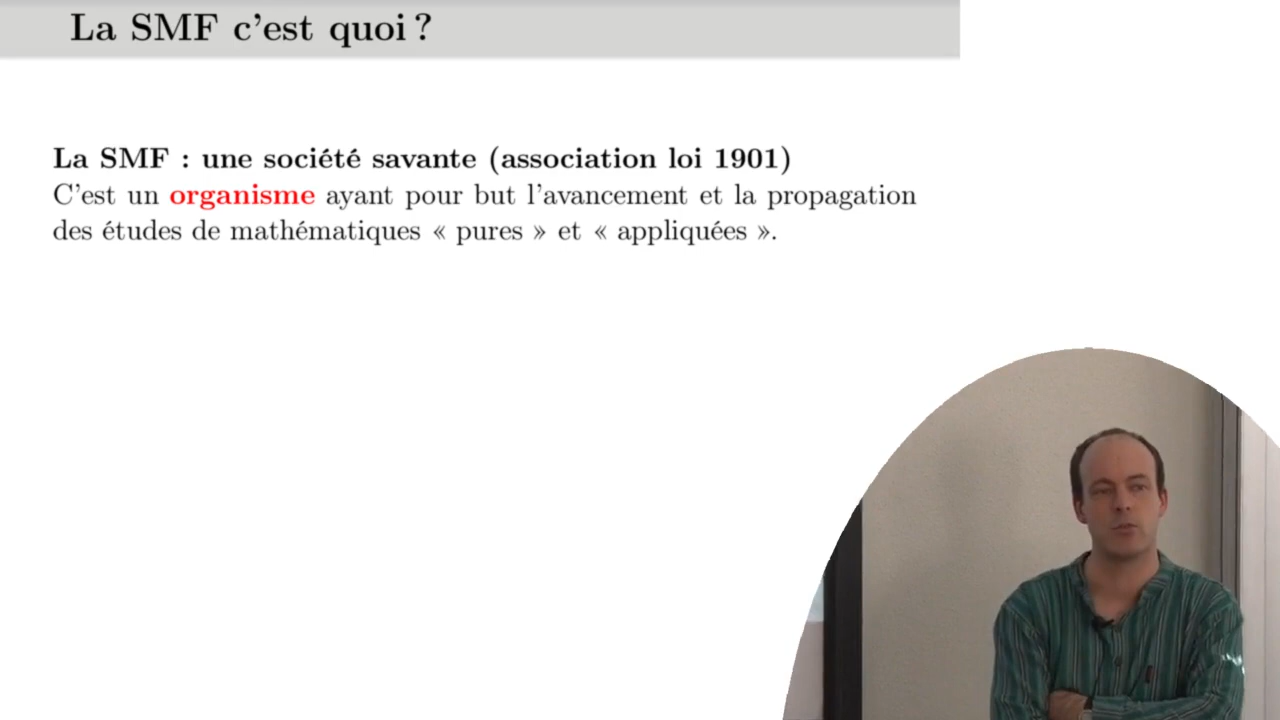 La SMF c'est quoi ?
La SMF : une société savante (association loi 1901)
C'est un organisme ayant pour but l'avancement et la propagation
des études de mathématiques « pures » et « appliquées ».